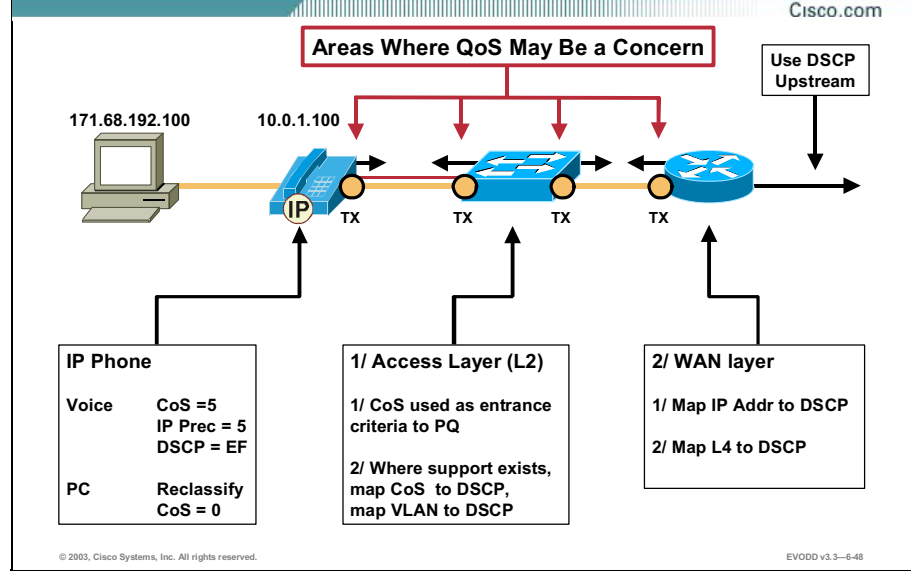 Cisco.com
Areas Where QoS May Be a Concern
Use DSCP
Upstream
171.68.192.100
10.0.1.100
IP
TX
TX
TX
TX
IP Phone
Voice CoS =5
IP Prec = 5
DSCP = EF
PC Reclassify
CoS = 0
1/ Access Layer (L2)
1/ CoS used as entrance
criteria to PQ
2/ Where support exists,
map CoS to DSCP,
map VLAN to DSCP
2/ WAN layer
1/ Map IP Addr to DSCP
2/ Map L4 to DSCP
© 2003, Cisco Systems, Inc. All rights reserved.
EVODD v3.3—6-48